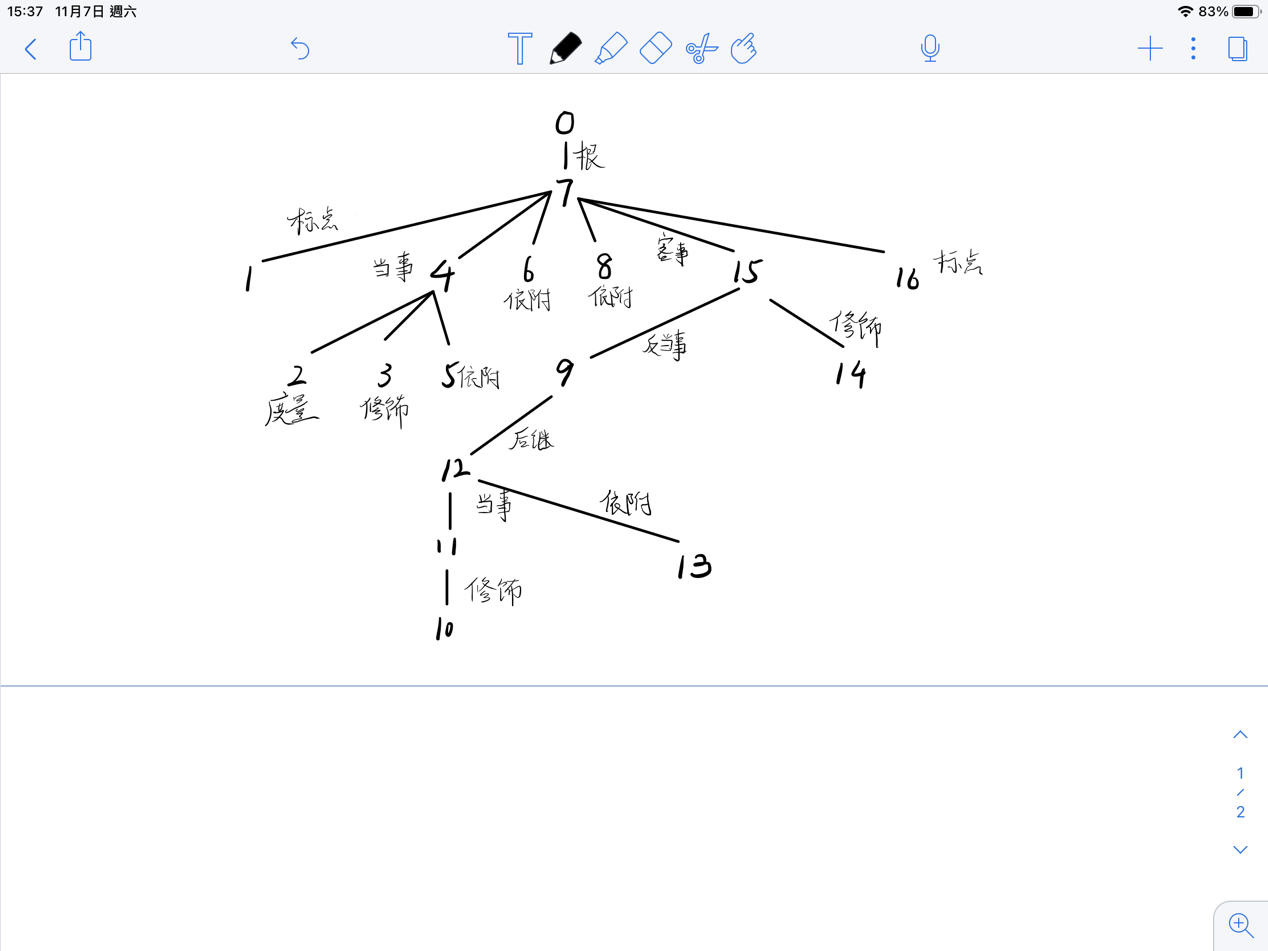 15:37 11月7日 週六
83%
0
根
7
标点
当事 4 6 8 客事 15
1 16 标点
依附 依附
修饰
反当事
2 3 5 依附 9 14
度量 修饰
后继
12
当事 依附
11
13
修饰
10
1
/
2